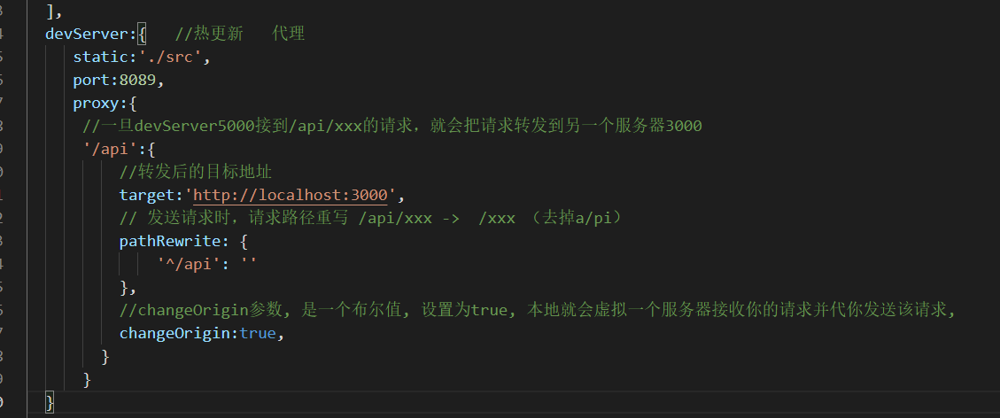 ],
devServer:{   //热更新   代理
static:'./src',
port:8089,
proxy:{
//一旦devServer5000接到/api/xxx的请求，就会把请求转发到另一个服务器3000
'/api':{
//转发后的目标地址
target:'http://localhost:3000',
// 发送请求时，请求路径重写 /api/xxx ->  /xxx （去掉a/pi）
pathRewrite: {
'^/api': ''
},
//changeOrigin参数, 是一个布尔值, 设置为true, 本地就会虚拟一个服务器接收你的请求并代你发送该请求,
changeOrigin:true,
}
}
}